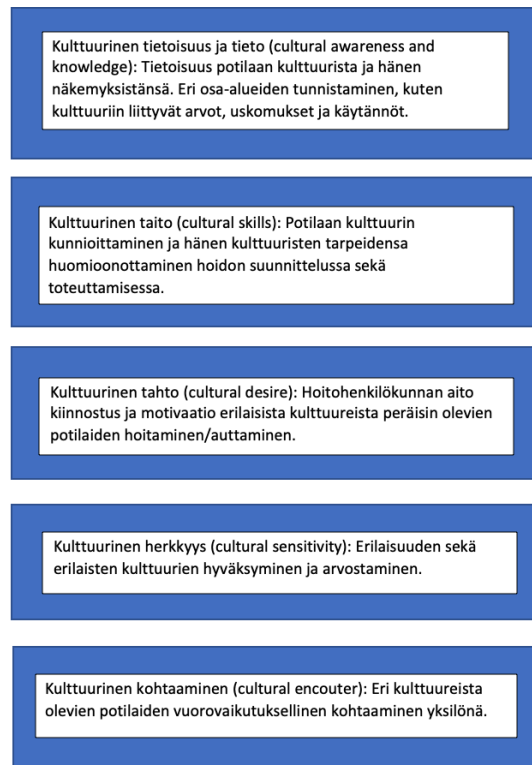 Kulttuurinen tietoisuus ja tieto (cultural awareness and
knowledge): Tietoisuus potilaan kulttuurista ja hänen
näkemyksistänsä. Eri osa-alueiden tunnistaminen, kuten
kulttuuriin liittyvät arvot, uskomukset ja käytännöt.
Kulttuurinen taito (cultural skills): Potilaan kulttuurin
kunnioittaminen ja hänen kulttuuristen tarpeidensa
huomioonottaminen hoidon suunnittelussa sekä
toteuttamisessa.
Kulttuurinen tahto (cultural desire): Hoitohenkilökunnan aito
kiinnostus ja motivaatio erilaisista kulttuureista peräisin olevien
potilaiden hoitaminen/auttaminen.
Kulttuurinen herkkyys (cultural sensitivity): Erilaisuuden sekä
erilaisten kulttuurien hyväksyminen ja arvostaminen.
Kulttuurinen kohtaaminen (cultural encouter): Eri kulttuureista
olevien potilaiden vuorovaikutuksellinen kohtaaminen yksilönä.